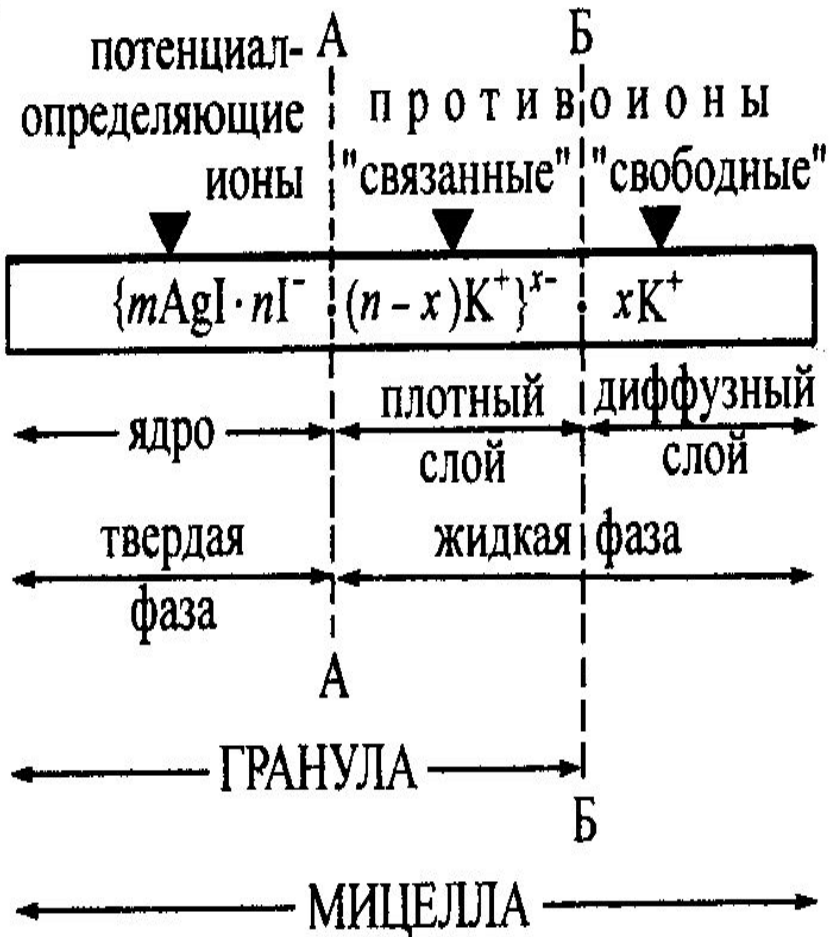 А Б
потенциал-
определяющие
ионы
противоионы
"связанные" "свободные"
{mAgI·nI⁻ · (n – x)K⁺}ˣ⁻ · xK⁺
ядро
плотный
слой
диффузный
слой
твердая
фаза
жидкая фаза
А
ГРАНУЛА
Б
МИЦЕЛЛА